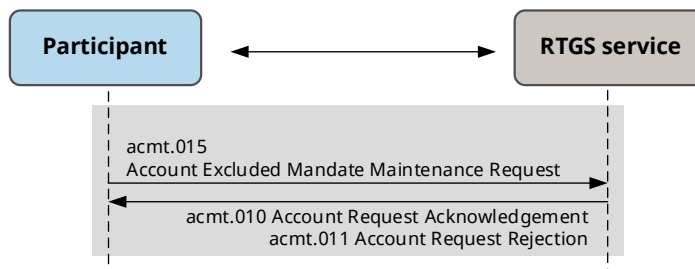 Participant
RTGS service
acmt.015
Account Excluded Mandate Maintenance Request
acmt.010 Account Request Acknowledgement
acmt.011 Account Request Rejection